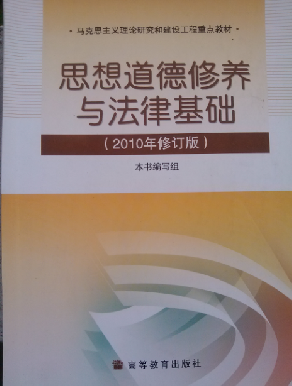 ·马克思主义理论研究和建设工程重点教材·
思想道德修养
与法律基础
(2010年修订版)
本书编写组
高等教育出版社